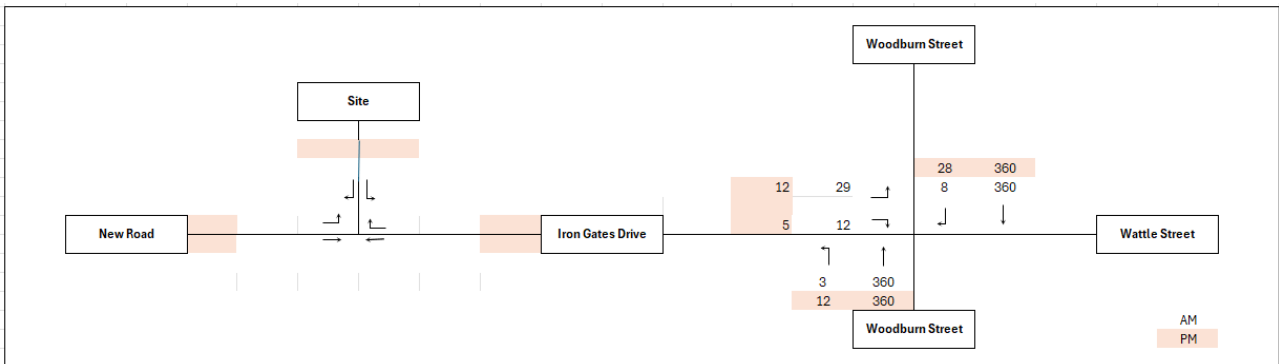 Woodburn Street
Site
28 360
12 29 8 360
New Road
Iron Gates Drive
5 12
Wattle Street
3 360
12 360
Woodburn Street
AM
PM